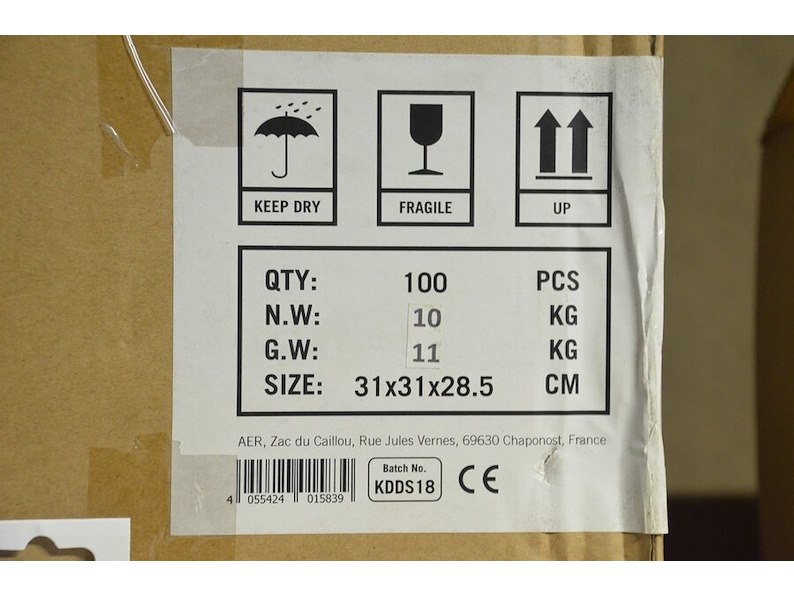 KEEP DRY FRAGILE UP
QTY: 100 PCS
N.W: 10 KG
G.W: 11 KG
SIZE: 31x31x28.5 CM
AER, Zac du Caillou, Rue Jules Vernes, 69630 Chaponost, France
4 055424 015839
Batch No.
KDDS18
CE